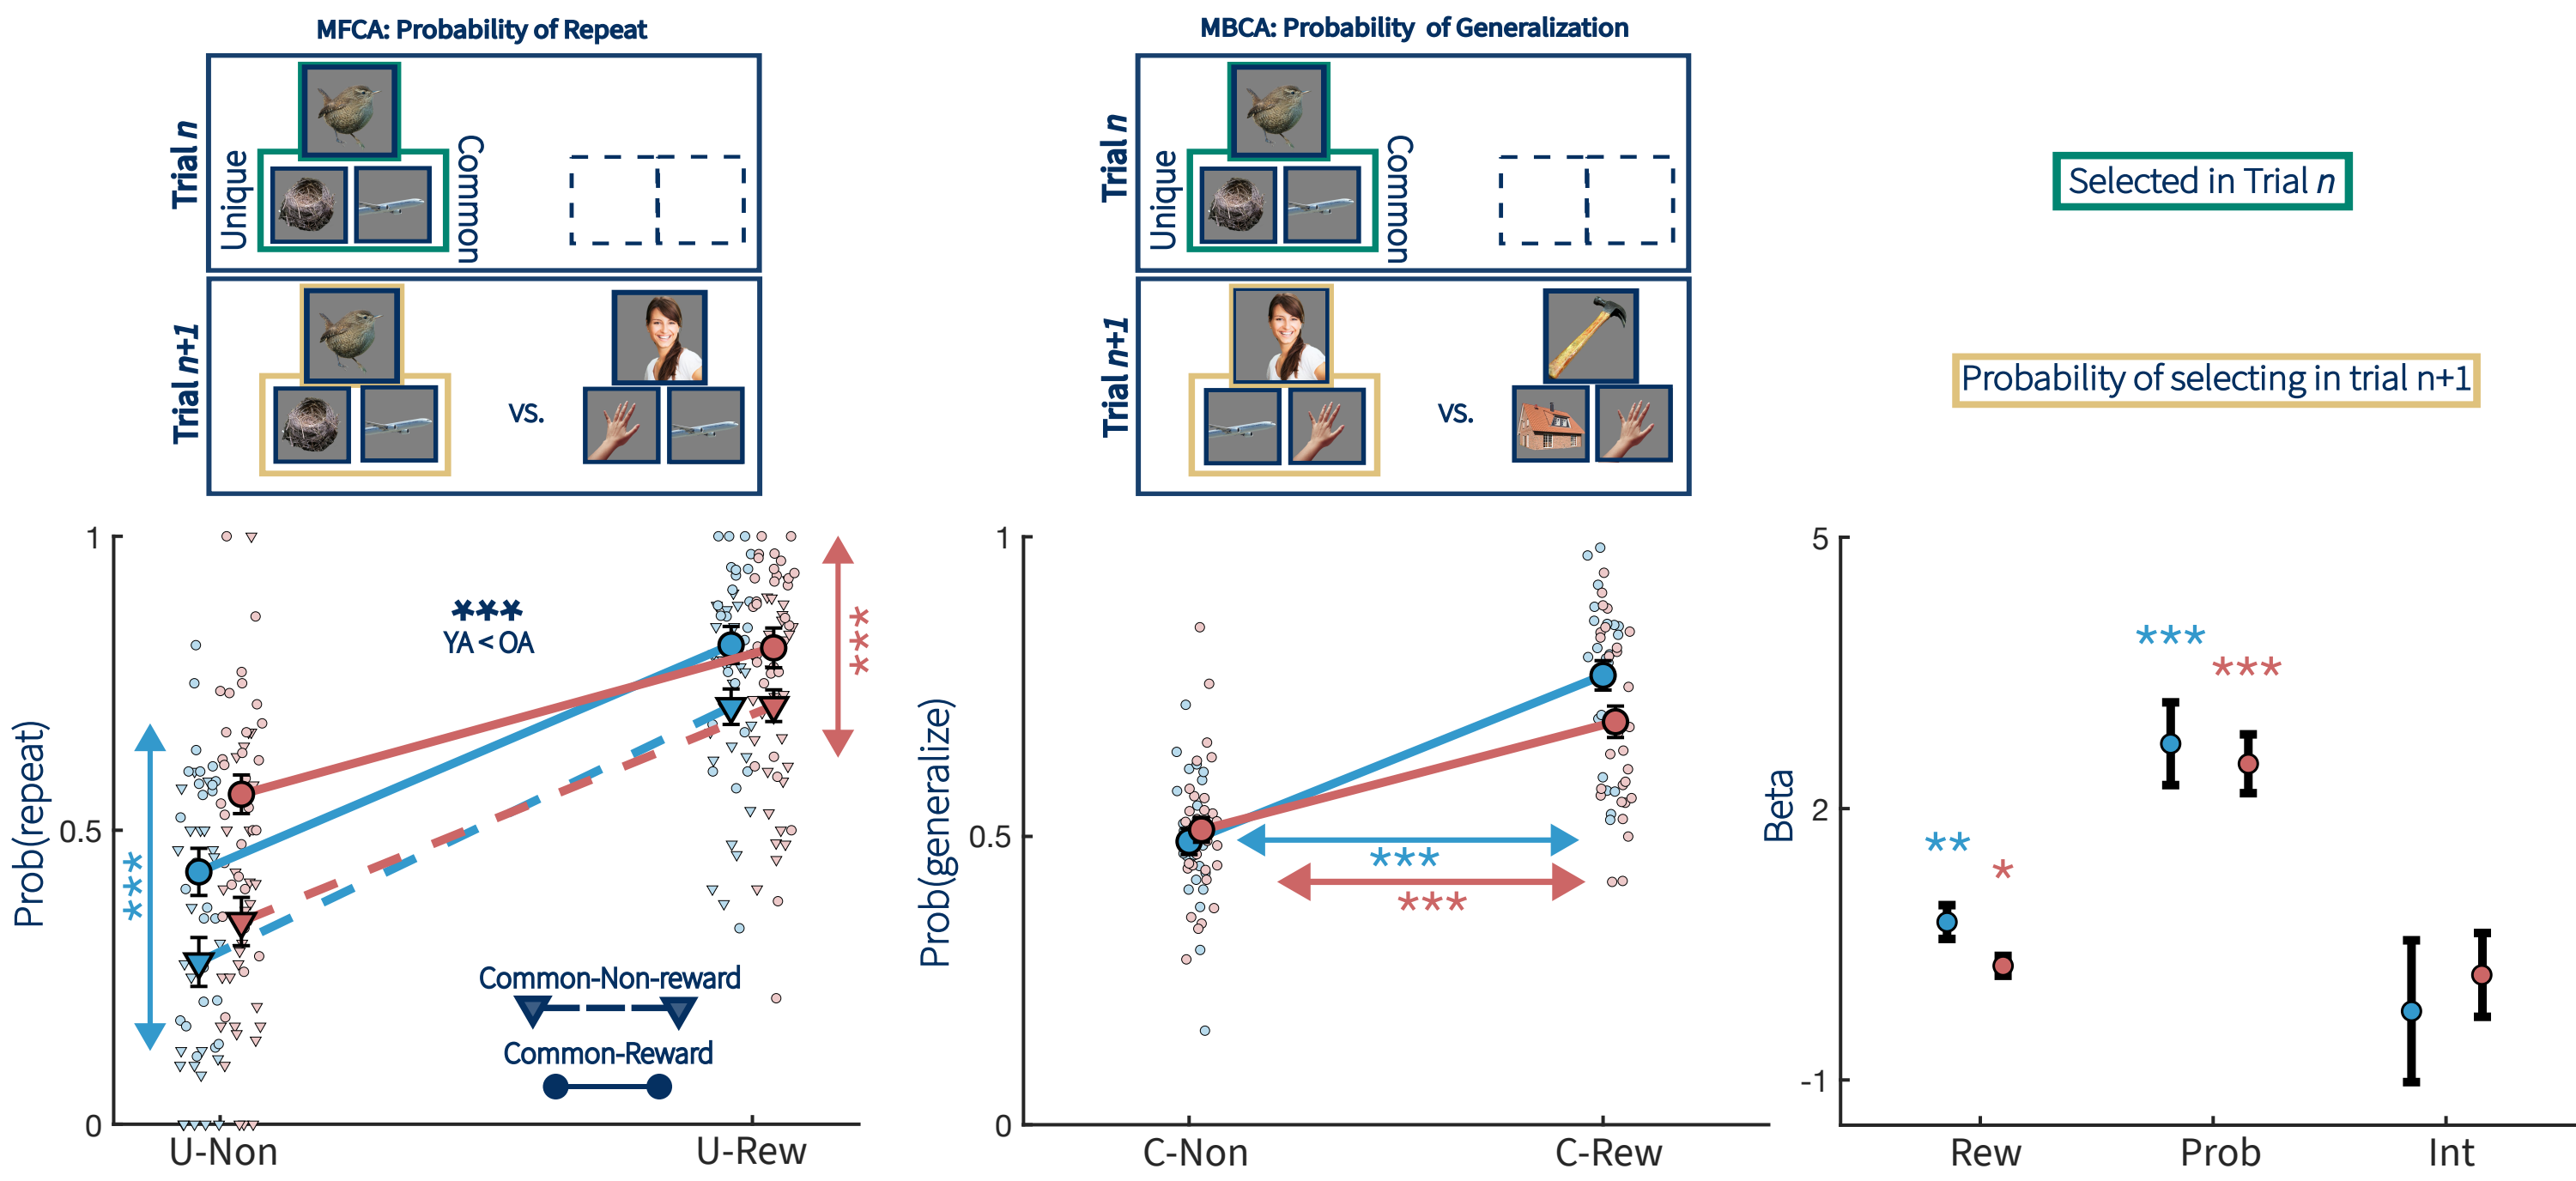 MFCA: Probability of Repeat
Trial n
Unique
Common
Trial n+1
vs.
MBCA: Probability of Generalization
Trial n
Unique
Common
Trial n+1
vs.
Selected in Trial n
Probability of selecting in trial n+1
Prob(repeat)
1
0.5
0
***
***
YA < OA
***
Common-Non-reward
Common-Reward
U-Non
U-Rew
Prob(generalize)
1
0.5
0
***
***
C-Non
C-Rew
Beta
5
2
-1
**
*
***
***
Rew
Prob
Int